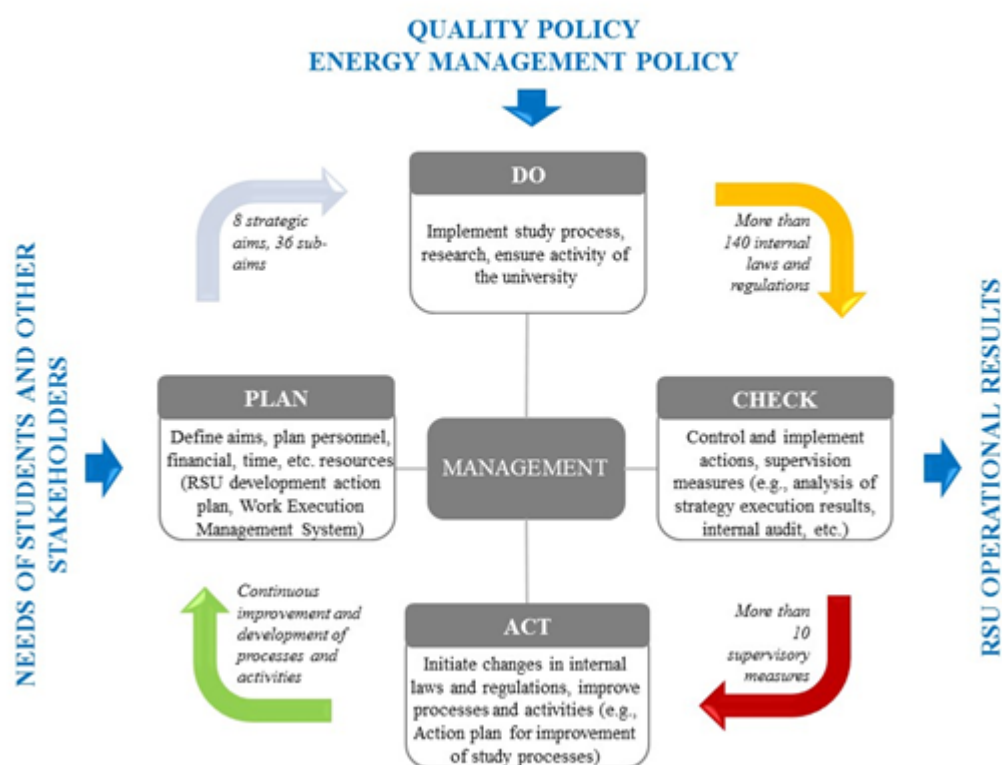 QUALITY POLICY
ENERGY MANAGEMENT POLICY
NEEDS OF STUDENTS AND OTHER
STAKEHOLDERS
8 strategic
aims, 36 sub-
aims
DO
Implement study process,
research, ensure activity of
the university
More than
140 internal
laws and
regulations
PLAN
Define aims, plan personnel,
financial, time, etc. resources
(RSU development action
plan, Work Execution
Management System)
MANAGEMENT
CHECK
Control and implement
actions, supervision
measures (e.g., analysis of
strategy execution results,
internal audit, etc.)
RSU OPERATIONAL RESULTS
Continuous
improvement and
development of
processes and
activities
ACT
Initiate changes in internal
laws and regulations, improve
processes and activities (e.g.,
Action plan for improvement
of study processes)
More than
10
supervisory
measures